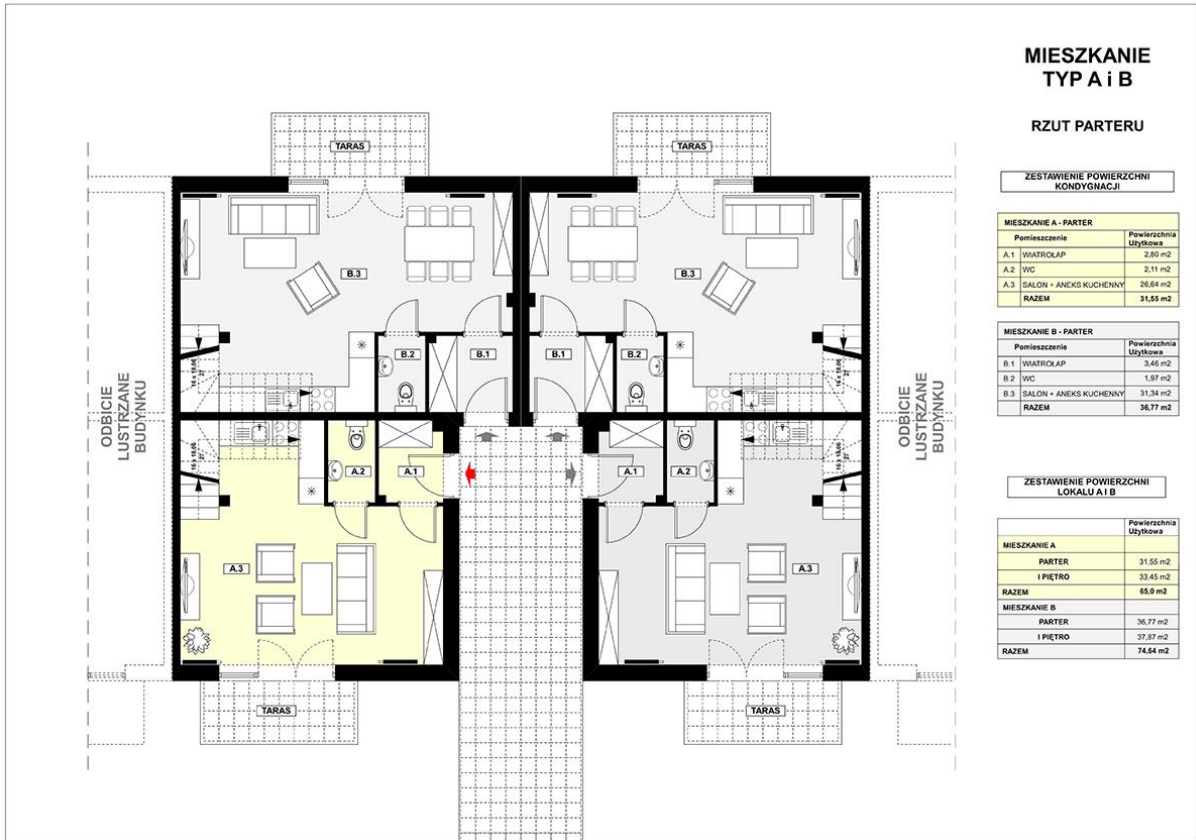 MIESZKANIE
TYP A i B
RZUT PARTERU
ZESTAWIENIE POWIERZCHNI
KONDYGNACJI
MIESZKANIE A - PARTER
Pomieszczenie Powierzchnia
Użytkowa
A.1 WIATROŁAP 2,80 m2
A.2 WC 2,11 m2
A.3 SALON + ANEKS KUCHENNY 26,64 m2
RAZEM 31,55 m2
MIESZKANIE B - PARTER
Pomieszczenie Powierzchnia
Użytkowa
B.1 WIATROŁAP 3,46 m2
B.2 WC 1,97 m2
B.3 SALON + ANEKS KUCHENNY 31,34 m2
RAZEM 36,77 m2
ZESTAWIENIE POWIERZCHNI
LOKALU A I B
Powierzchnia
Użytkowa
MIESZKANIE A
PARTER 31,55 m2
I PIĘTRO 33,45 m2
RAZEM 65,0 m2
MIESZKANIE B
PARTER 36,77 m2
I PIĘTRO 37,87 m2
RAZEM 74,64 m2
TARAS
TARAS
B.3
B.3
B.2
B.1
B.1
B.2
ODBICIE
LUSTRZANE
BUDYNKU
ODBICIE
LUSTRZANE
BUDYNKU
A.2
A.1
A.1
A.2
A.3
A.3
TARAS
TARAS